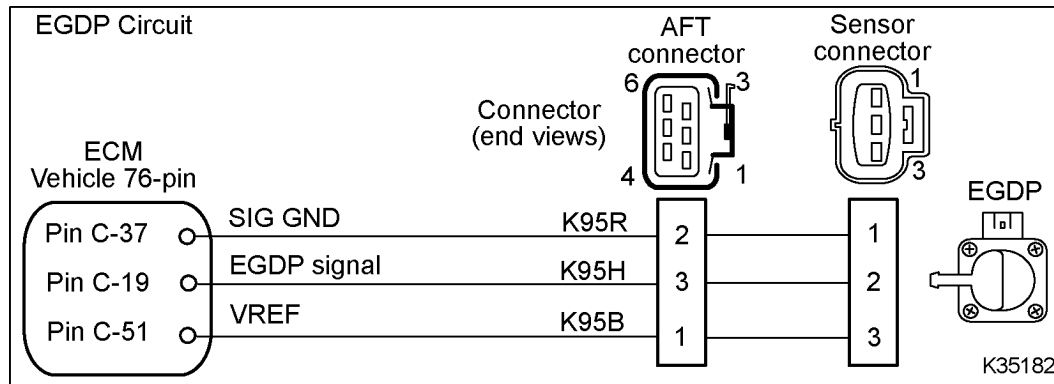 EGDP Circuit
AFT
connector
Sensor
connector
6
3
1
Connector
(end views)
4
1
3
ECM
Vehicle 76-pin
EGDP
Pin C-37
SIG GND
K95R
2
1
Pin C-19
EGDP signal
K95H
3
2
Pin C-51
VREF
K95B
1
3
K35182